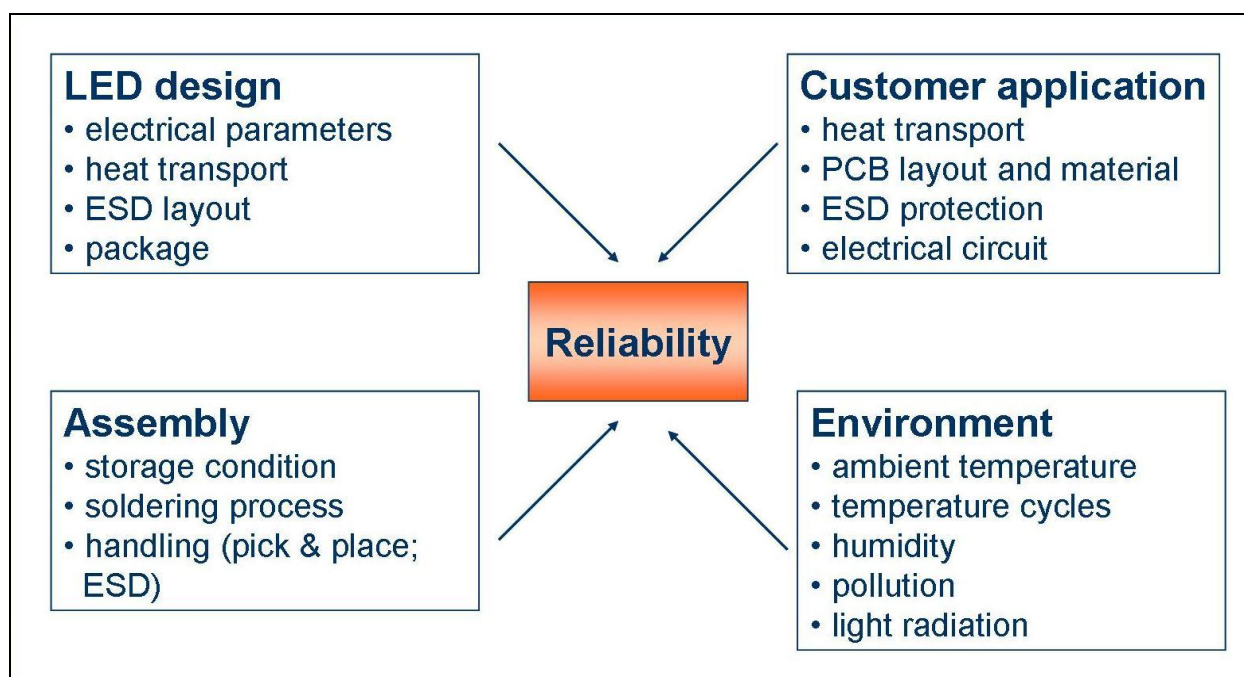 LED design
• electrical parameters
• heat transport
• ESD layout
• package
Customer application
• heat transport
• PCB layout and material
• ESD protection
• electrical circuit
Reliability
Assembly
• storage condition
• soldering process
• handling (pick & place;
ESD)
Environment
• ambient temperature
• temperature cycles
• humidity
• pollution
• light radiation